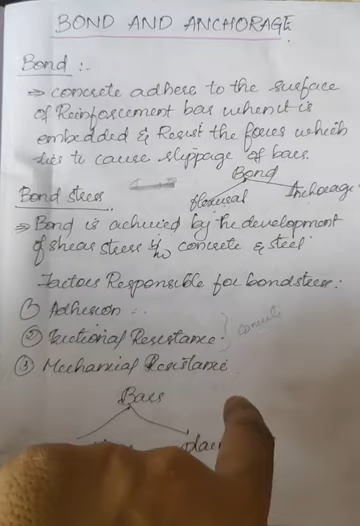 BOND AND ANCHORAGE
Bond :-
⇒ concrete adhere to the surface
of Reinforcement bar when it is
embedded & Resist the forces which
tries to cause slippage of bars.
Bond
Flexural Anchorage
Bond stress
⇒ Bond is achieved by the development
of shear stress b/w concrete & steel.
Factors Responsible for bond stress:
① Adhesion :-
② Frictional Resistance.
③ Mechanical Resistance
Bars